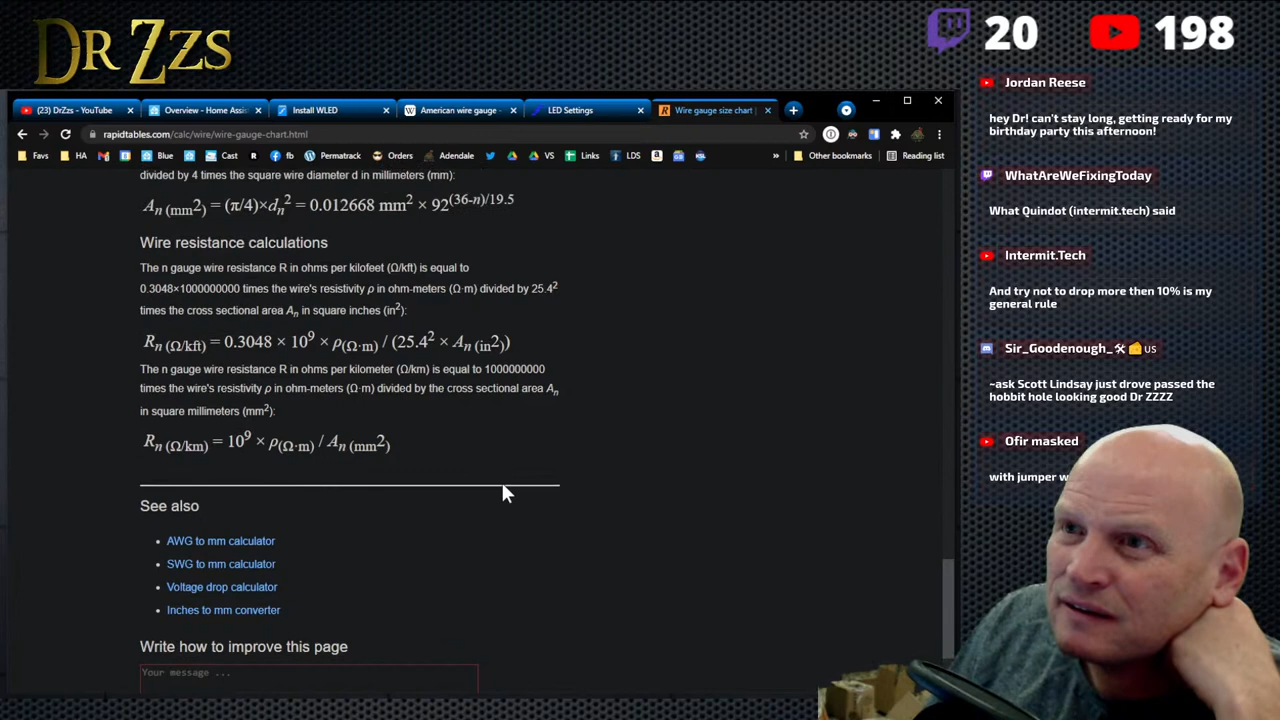 DR ZZS
20
198
(23) DrZzs - YouTube
Overview - Home Assis
Install WLED
American wire gauge -
LED Settings
Wire gauge size chart |
rapidtables.com/calc/wire/wire-gauge-chart.html
Favs
HA
Blue
Cast
fb
Permatrack
Orders
Adendale
VS
Links
LDS
KSL
»
Other bookmarks
Reading list
divided by 4 times the square wire diameter d in millimeters (mm):
Aₙ (mm2) = (π/4)×dₙ² = 0.012668 mm² × 92^(36-n)/19.5
Wire resistance calculations
The n gauge wire resistance R in ohms per kilofeet (Ω/kft) is equal to
0.3048×1000000000 times the wire's resistivity ρ in ohm-meters (Ω·m) divided by 25.4²
times the cross sectional area Aₙ in square inches (in²):
Rₙ (Ω/kft) = 0.3048 × 10⁹ × ρ(Ω·m) / (25.4² × Aₙ (in2))
The n gauge wire resistance R in ohms per kilometer (Ω/km) is equal to 1000000000
times the wire's resistivity ρ in ohm-meters (Ω·m) divided by the cross sectional area Aₙ
in square millimeters (mm²):
Rₙ (Ω/km) = 10⁹ × ρ(Ω·m) / Aₙ (mm2)
See also
• AWG to mm calculator
• SWG to mm calculator
• Voltage drop calculator
• Inches to mm converter
Write how to improve this page
Your message ...
Jordan Reese
hey Dr! can't stay long, getting ready for my
birthday party this afternoon!
WhatAreWeFixingToday
What Quindot (intermit.tech) said
Intermit.Tech
And try not to drop more then 10% is my
general rule
Sir_Goodenough_🛠🧀 US
~ask Scott Lindsay just drove passed the
hobbit hole looking good Dr ZZZZ
Ofir masked
with jumper